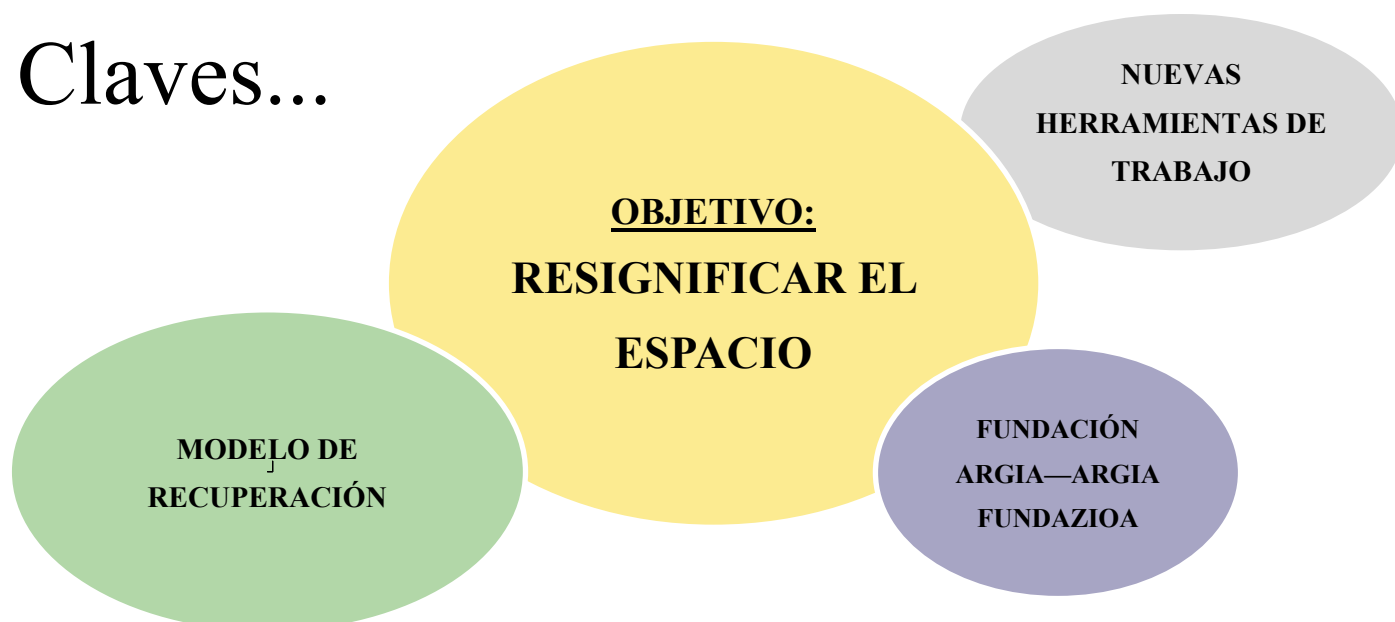 Claves...
NUEVAS
HERRAMIENTAS DE
TRABAJO
OBJETIVO:
RESIGNIFICAR EL
ESPACIO
MODELO DE
RECUPERACIÓN
FUNDACIÓN
ARGIA—ARGIA
FUNDAZIOA